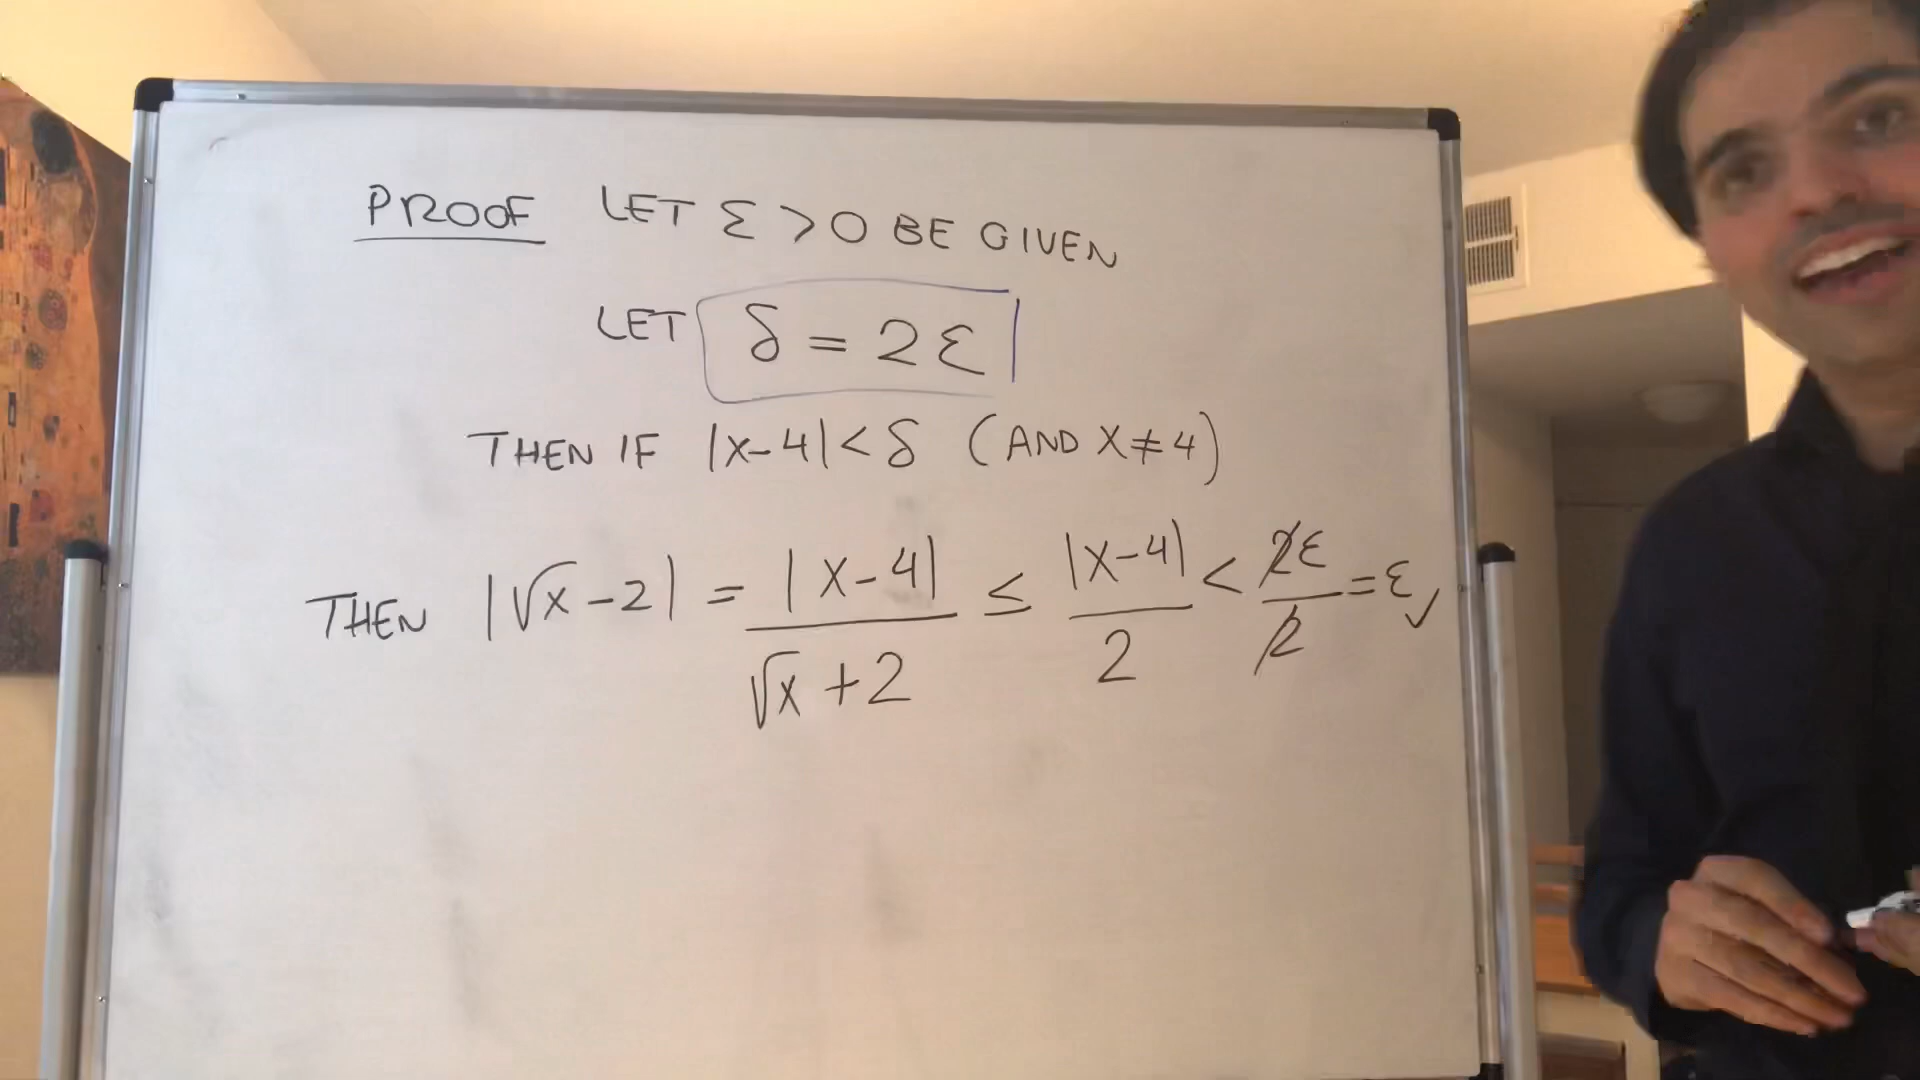 PROOF LET ε > 0 BE GIVEN
LET δ = 2ε
THEN IF |x-4| < δ (AND x ≠ 4)
THEN |√x - 2| = |x-4| / (√x + 2) ≤ |x-4| / 2 < 2ε / 2 = ε ✓